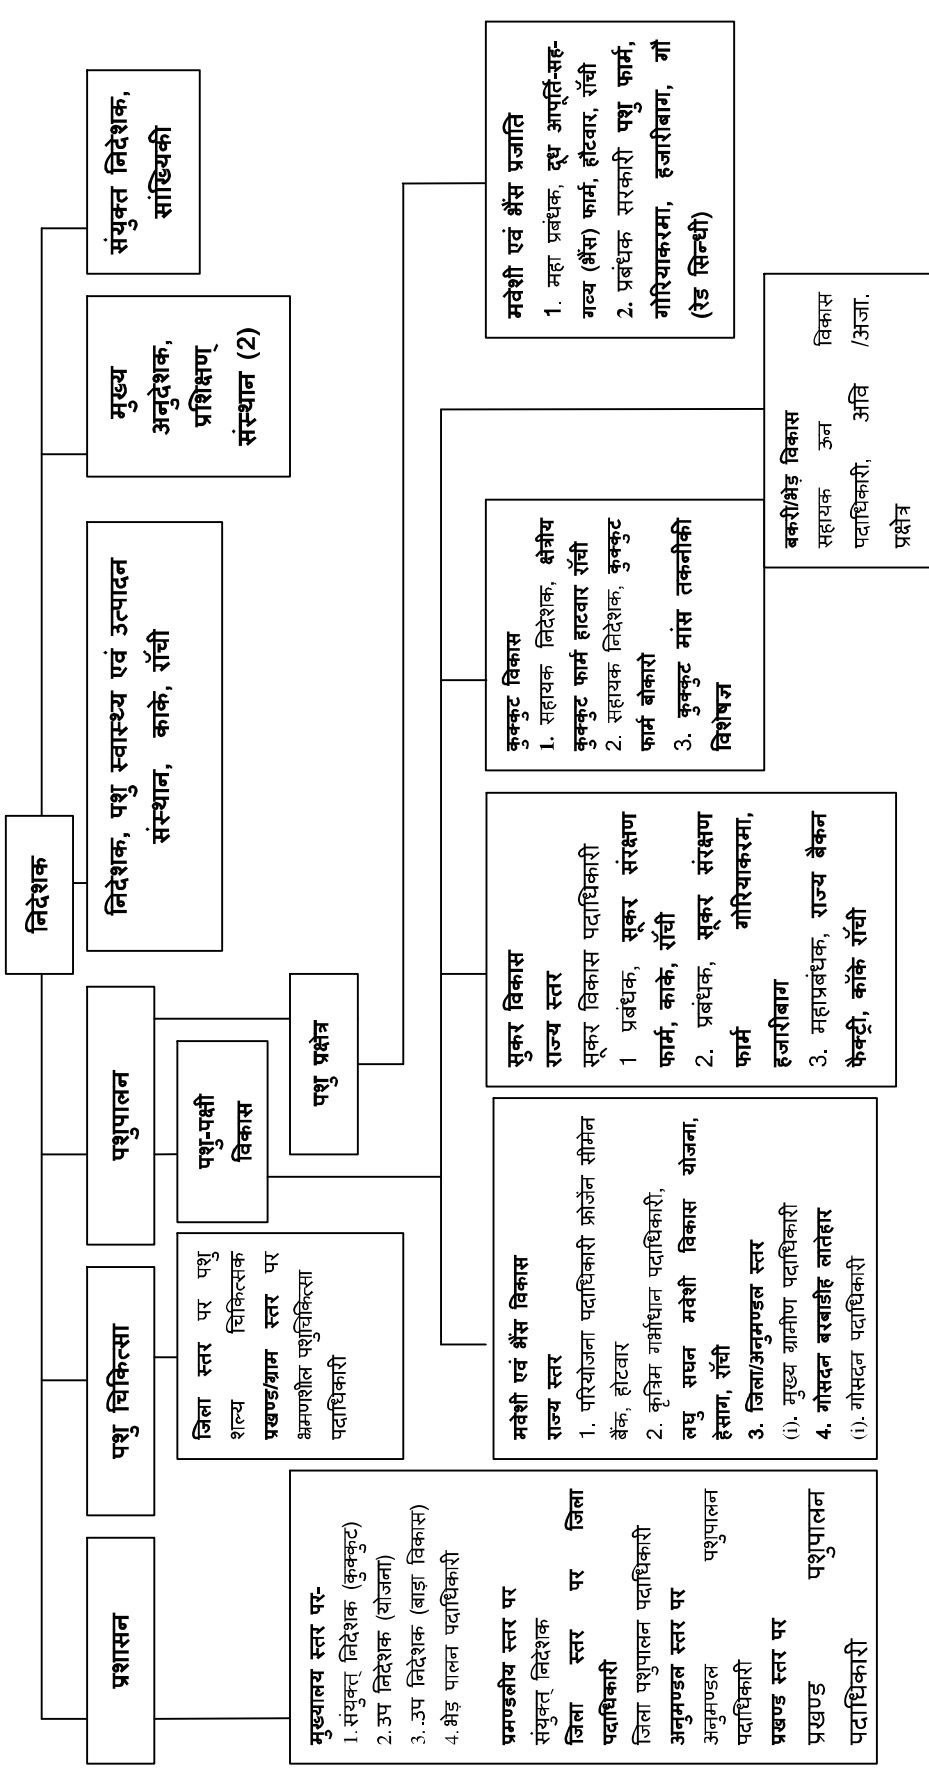 निदेशक
प्रशासन
पशु चिकित्सा
पशुपालन
निदेशक, पशु स्वास्थ्य एवं उत्पादन
संस्थान, काके, राँची
मुख्य
अनुदेशक,
प्रशिक्षण्
संस्थान (2)
संयुक्त निदेशक,
सांख्यिकी
पशु-पक्षी
विकास
पशु प्रक्षेत्र
मुख्यालय स्तर पर-
1. संयुक्त् निदेशक (कुक्कुट)
2. उप निदेशक (योजना)
3. .उप निदेशक (बाड़ा विकास)
4. भेड़ पालन पदाधिकारी
प्रमण्डलीय स्तर पर
संयुक्त् निदेशक
जिला स्तर पर जिला
पदाधिकारी
जिला पशुपालन पदाधिकारी
अनुमण्डल स्तर पर
अनुमण्डल पशुपालन
पदाधिकारी
प्रखण्ड स्तर पर
प्रखण्ड पशुपालन
पदाधिकारी
जिला स्तर पर पशु
शल्य चिकित्सक
प्रखण्ड/ग्राम स्तर पर
भ्रमणशील पशुचिकित्सा
पदाधिकारी
मवेशी एवं भैंस विकास
राज्य स्तर
1. परियोजना पदाधिकारी फ्रोजेंन सीमेन
बैंक, होटवार
2. कृत्रिम गर्भाधान पदाधिकारी,
लघु सघन मवेशी विकास योजना,
हेसाग, राँची
3. जिला/अनुमण्डल स्तर
(i). मुख्य ग्रामीण पदाधिकारी
4. गोसदन बरबाडीह लातेहार
(i). गोसदन पदाधिकारी
सुकर विकास
राज्य स्तर
सूकर विकास पदाधिकारी
1 प्रबंधक, सूकर संरक्षण
फार्म, काके, राँची
2. प्रबंधक, सूकर संरक्षण
फार्म गोरियाकरमा,
हजारीबाग
3. महाप्रबंधक, राज्य बैकन
फैक्ट्री, काँके राँची
कुक्कुट विकास
1. सहायक निदेशक, क्षेत्रीय
कुक्कुट फार्म हाटवार राँची
2. सहायक निदेशक, कुक्कुट
फार्म बोकारो
3. कुक्कुट मांस तकनीकी
विशेषज्ञ
बकरी/भेड़ विकास
सहायक ऊन विकास
पदाधिकारी, अवि /अजा.
प्रक्षेत्र
मवेशी एवं भैंस प्रजाति
1. महा प्रबंधक, दूध आपूर्ति-सह-
गव्य (भैंस) फार्म, होटवार, राँची
2. प्रबंधक सरकारी पशु फार्म,
गोरियाकरमा, हजारीबाग, गौ
(रेड सिन्धी)